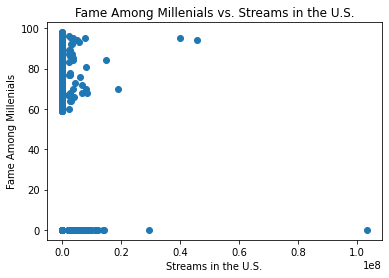 Fame Among Millenials vs. Streams in the U.S.
Fame Among Millenials
100
80
60
40
20
0
0.0 0.2 0.4 0.6 0.8 1.0
1e8
Streams in the U.S.